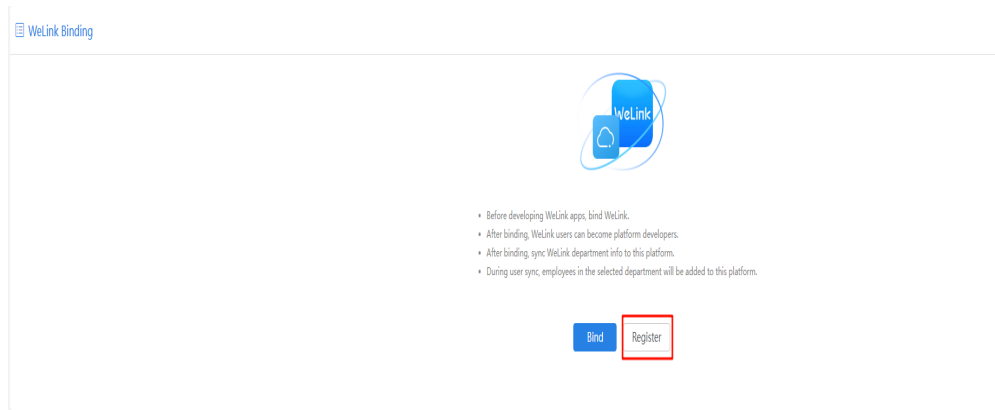 WeLink Binding
WeLink
Before developing WeLink apps, bind WeLink.
After binding, WeLink users can become platform developers.
After binding, sync WeLink department info to this platform.
During user sync, employees in the selected department will be added to this platform.
Bind Register